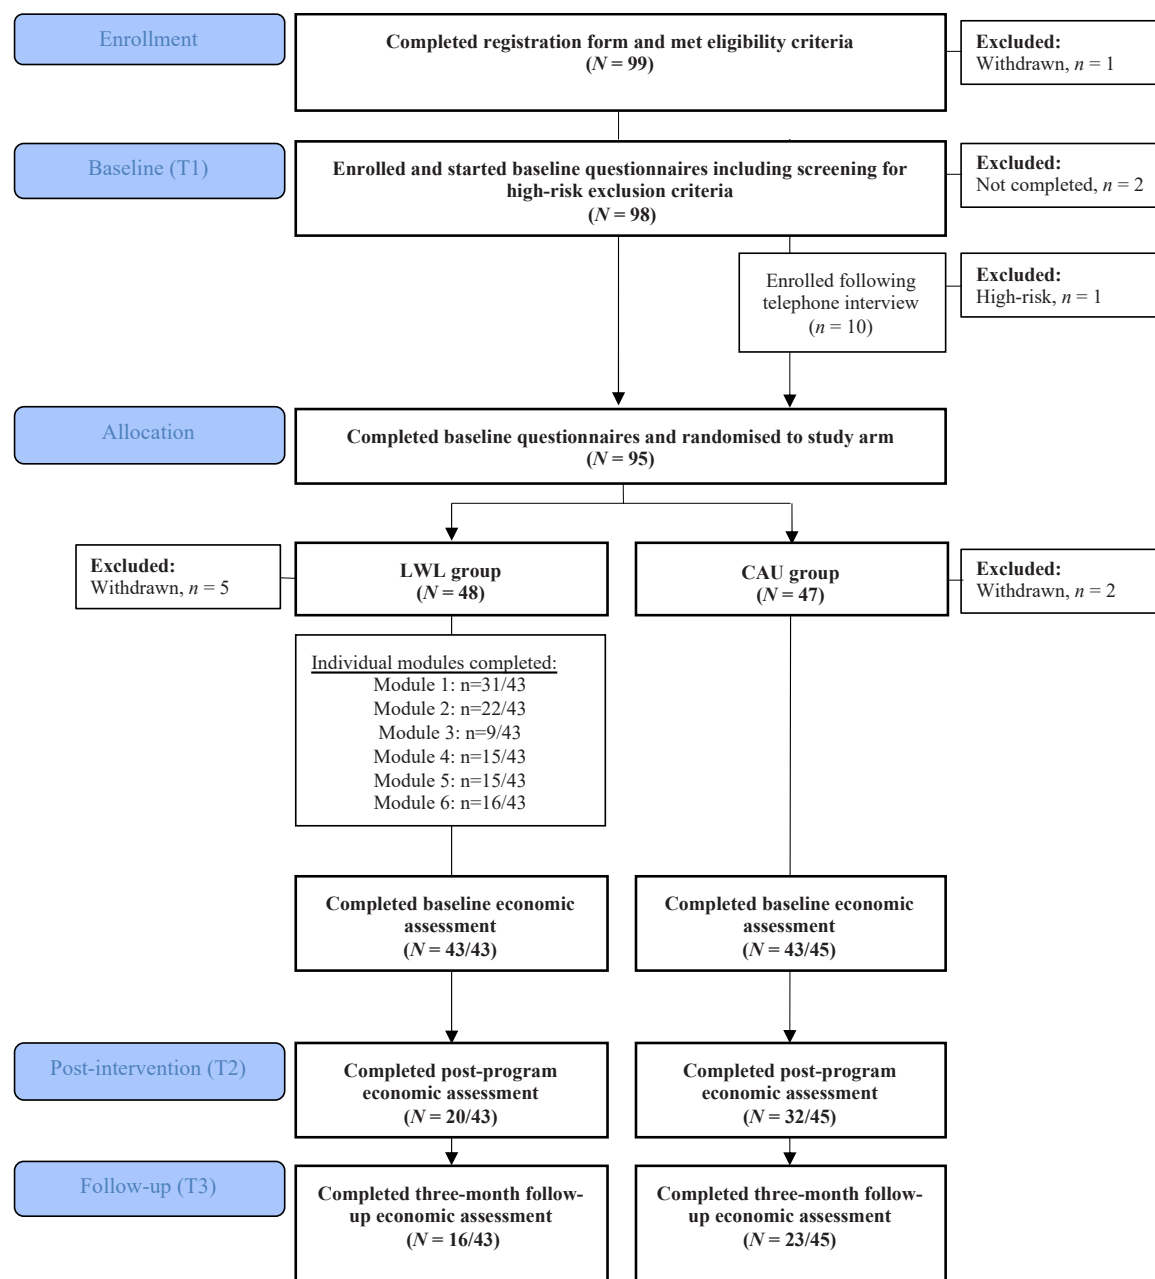 Enrollment
Completed registration form and met eligibility criteria
(N = 99)
Excluded:
Withdrawn, n = 1
Baseline (T1)
Enrolled and started baseline questionnaires including screening for
high-risk exclusion criteria
(N = 98)
Excluded:
Not completed, n = 2
Enrolled following
telephone interview
(n = 10)
Excluded:
High-risk, n = 1
Allocation
Completed baseline questionnaires and randomised to study arm
(N = 95)
Excluded:
Withdrawn, n = 5
LWL group
(N = 48)
CAU group
(N = 47)
Excluded:
Withdrawn, n = 2
Individual modules completed:
Module 1: n=31/43
Module 2: n=22/43
Module 3: n=9/43
Module 4: n=15/43
Module 5: n=15/43
Module 6: n=16/43
Completed baseline economic
assessment
(N = 43/43)
Completed baseline economic
assessment
(N = 43/45)
Post-intervention (T2)
Completed post-program
economic assessment
(N = 20/43)
Completed post-program
economic assessment
(N = 32/45)
Follow-up (T3)
Completed three-month follow-
up economic assessment
(N = 16/43)
Completed three-month follow-
up economic assessment
(N = 23/45)